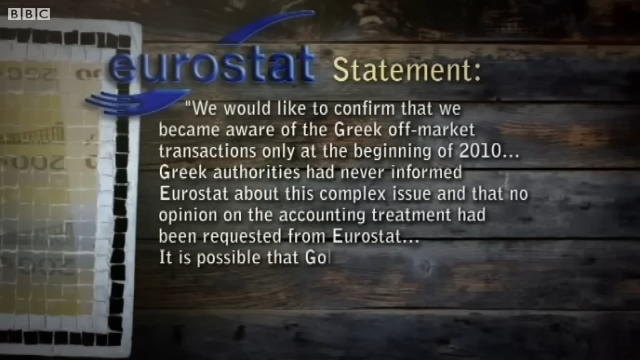 BBC
eurostat Statement:
"We would like to confirm that we
became aware of the Greek off-market
transactions only at the beginning of 2010...
Greek authorities had never informed
Eurostat about this complex issue and that no
opinion on the accounting treatment had
been requested from Eurostat...
It is possible that Go